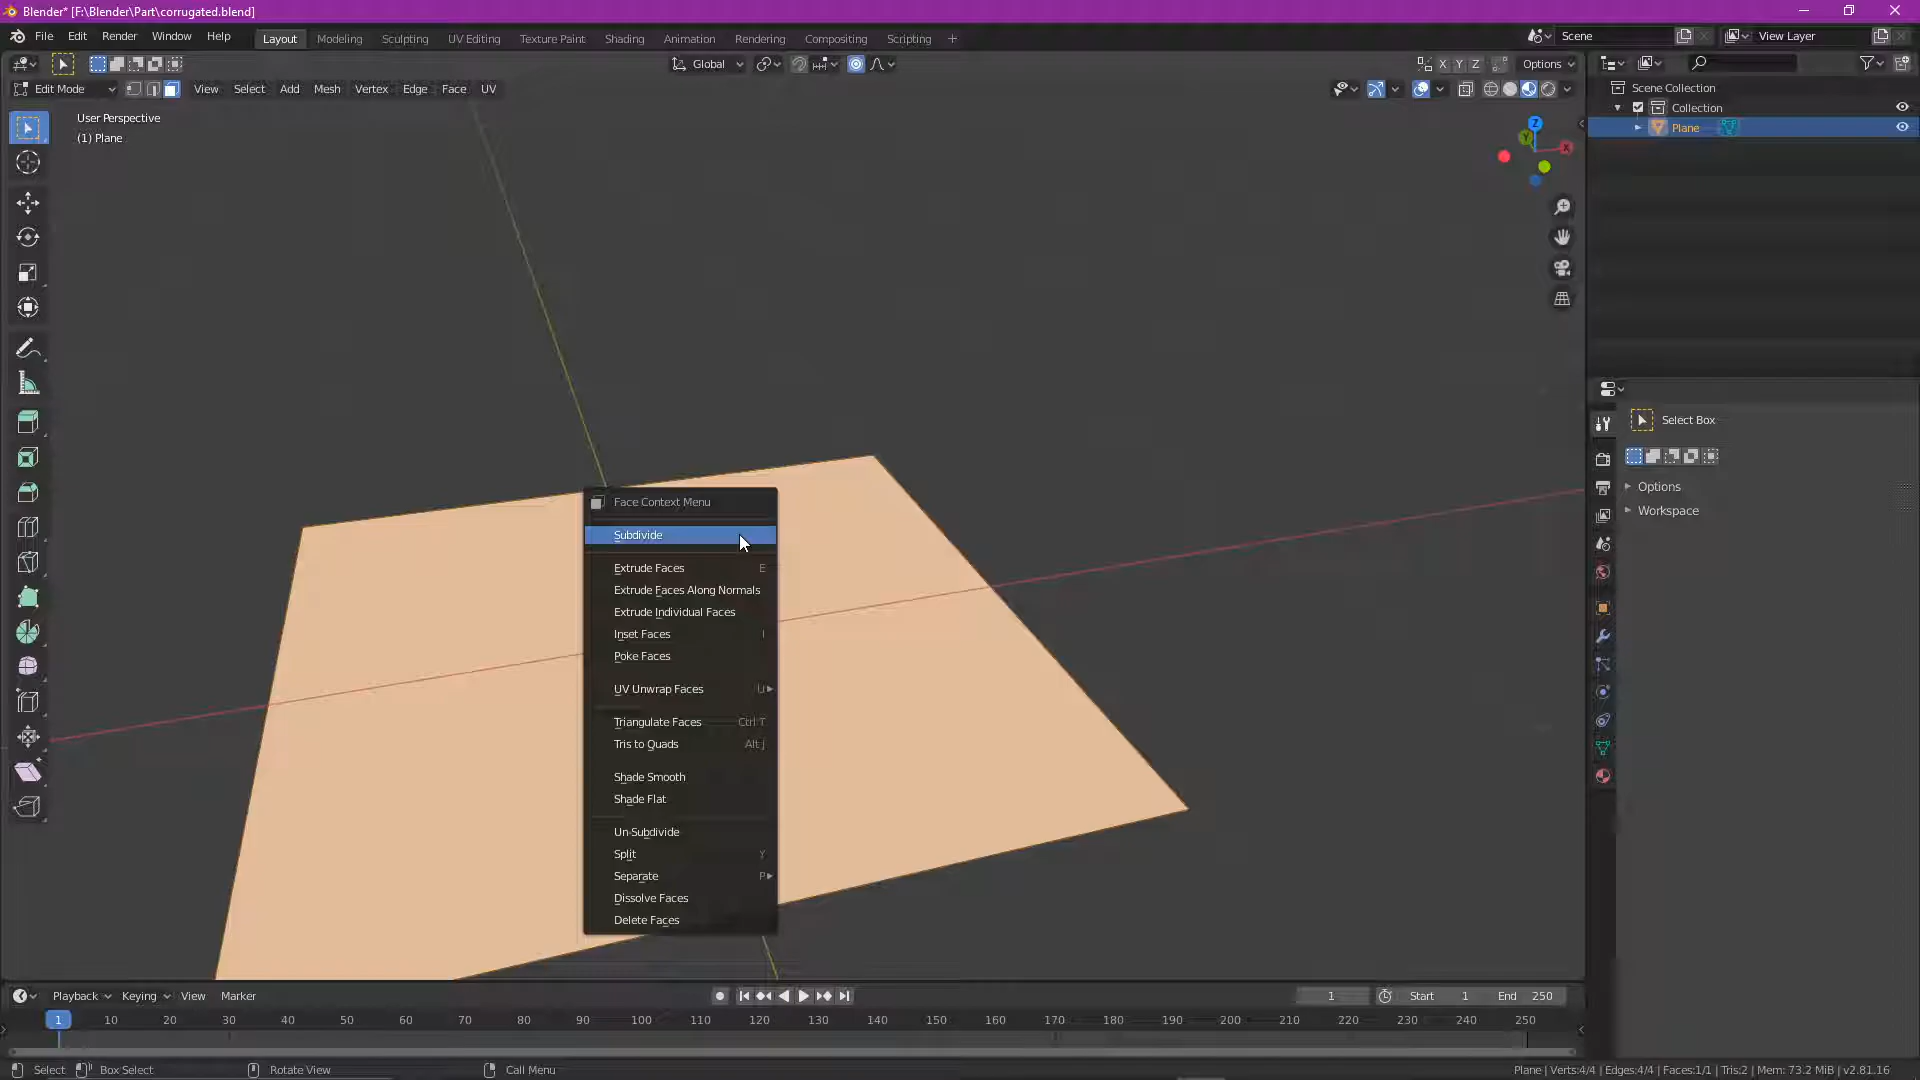 Blender* [F:\Blender\Part\corrugated.blend]
File Edit Render Window Help
Layout Modeling Sculpting UV Editing Texture Paint Shading Animation Rendering Compositing Scripting +
Scene
View Layer
Global
X Y Z
Options
Edit Mode
View Select Add Mesh Vertex Edge Face UV
User Perspective
(1) Plane
Z
Y
X
Scene Collection
Collection
Plane
Select Box
Options
Workspace
Face Context Menu
Subdivide
Extrude Faces E
Extrude Faces Along Normals
Extrude Individual Faces
Inset Faces I
Poke Faces
UV Unwrap Faces U
Triangulate Faces Ctrl T
Tris to Quads Alt J
Shade Smooth
Shade Flat
Un-Subdivide
Split Y
Separate P
Dissolve Faces
Delete Faces
Playback Keying View Marker
1
Start 1
End 250
1 10 20 30 40 50 60 70 80 90 100 110 120 130 140 150 160 170 180 190 200 210 220 230 240 250
Select
Box Select
Rotate View
Call Menu
Plane | Verts:4/4 | Edges:4/4 | Faces:1/1 | Tris:2 | Mem: 73.2 MiB | v2.81.16